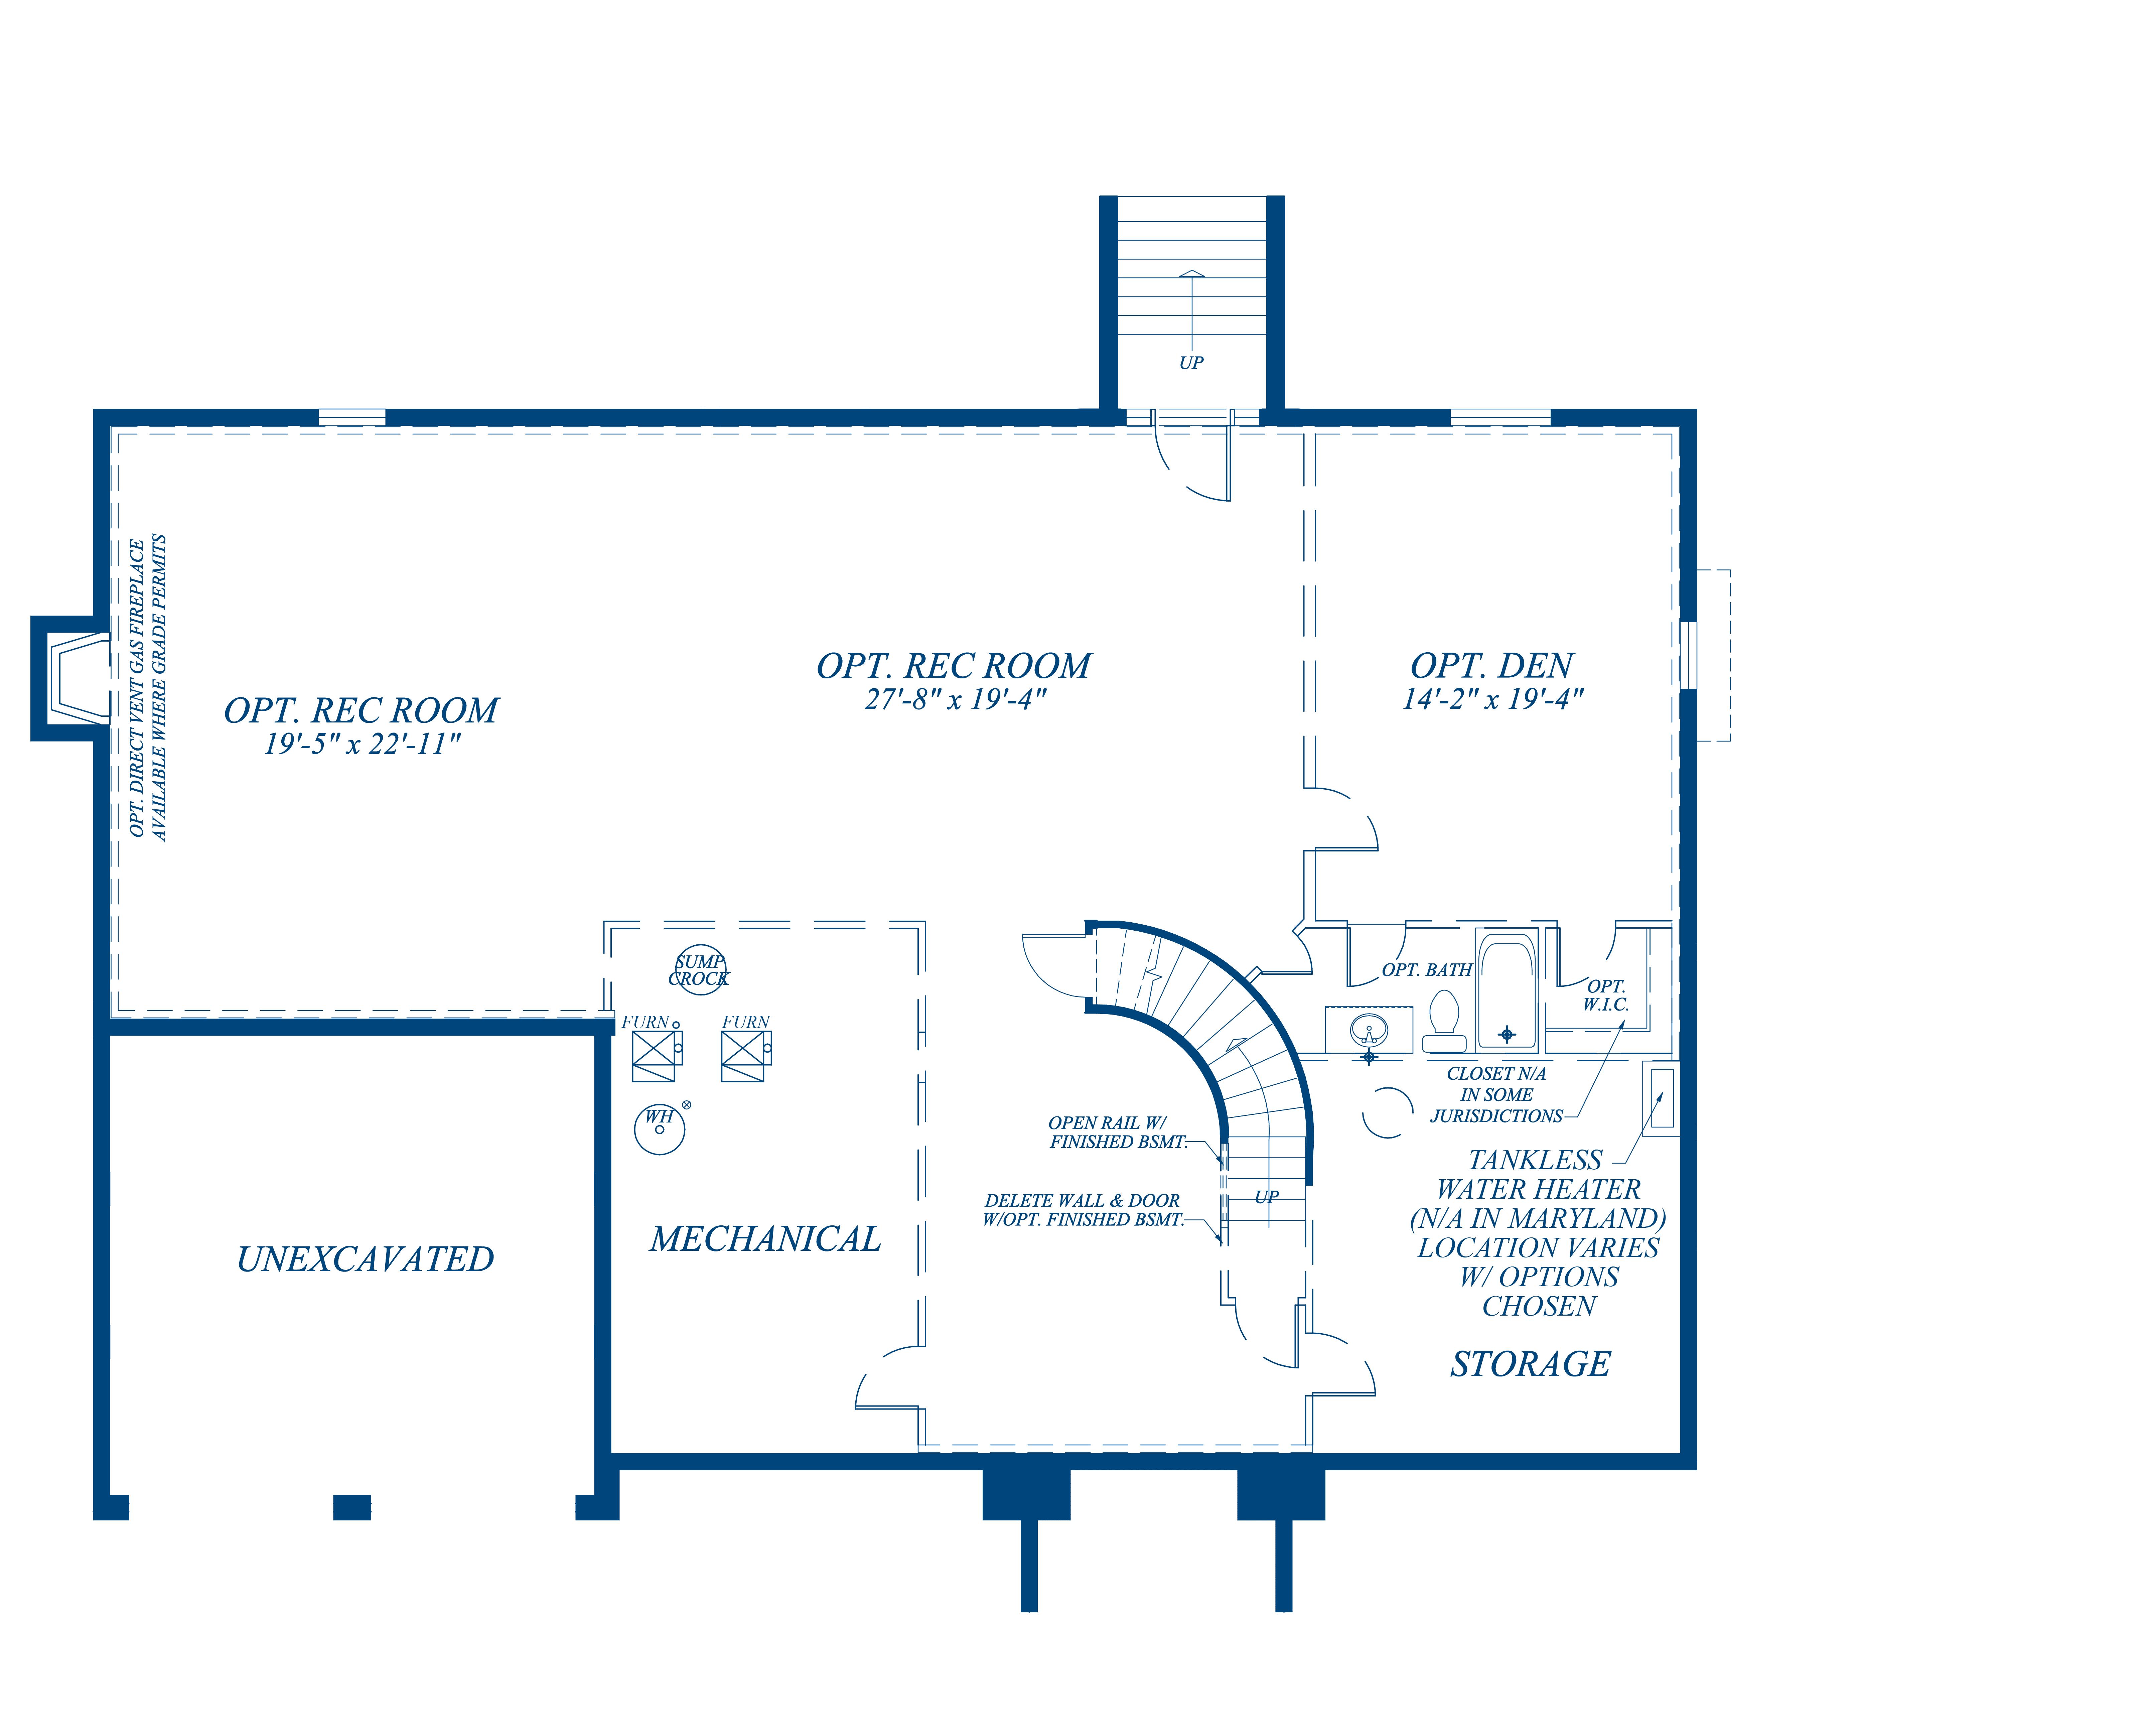 UP
OPT. DIRECT VENT GAS FIREPLACE
AVAILABLE WHERE GRADE PERMITS
OPT. REC ROOM
19'-5" x 22'-11"
OPT. REC ROOM
27'-8" x 19'-4"
OPT. DEN
14'-2" x 19'-4"
SUMP
CROCK
FURN
FURN
WH
OPT. BATH
OPT.
W.I.C.
CLOSET N/A
IN SOME
JURISDICTIONS
OPEN RAIL W/
FINISHED BSMT.
DELETE WALL & DOOR
W/OPT. FINISHED BSMT.
UP
TANKLESS
WATER HEATER
(N/A IN MARYLAND)
LOCATION VARIES
W/ OPTIONS
CHOSEN
UNEXCAVATED
MECHANICAL
STORAGE